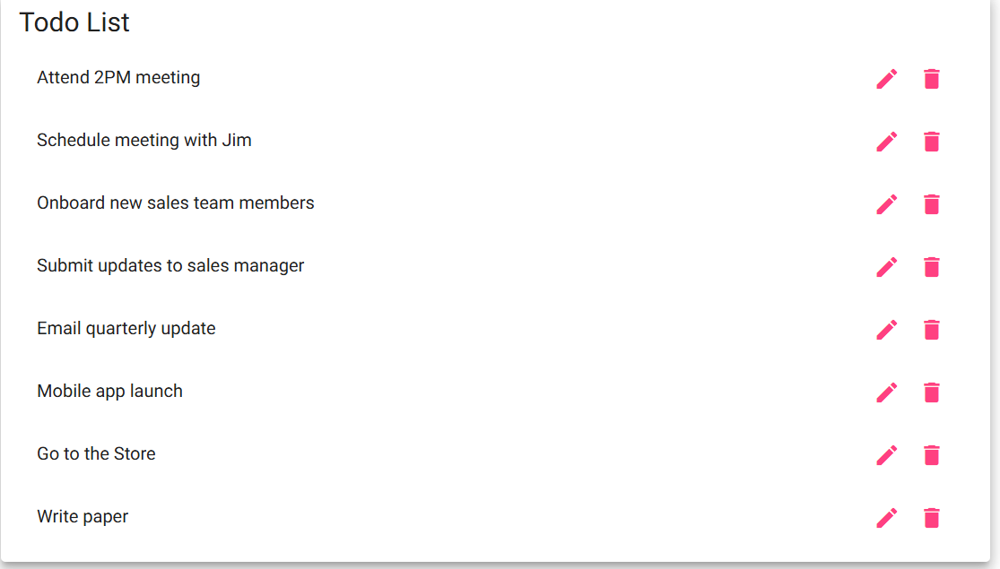 Todo List
Attend 2PM meeting
Schedule meeting with Jim
Onboard new sales team members
Submit updates to sales manager
Email quarterly update
Mobile app launch
Go to the Store
Write paper